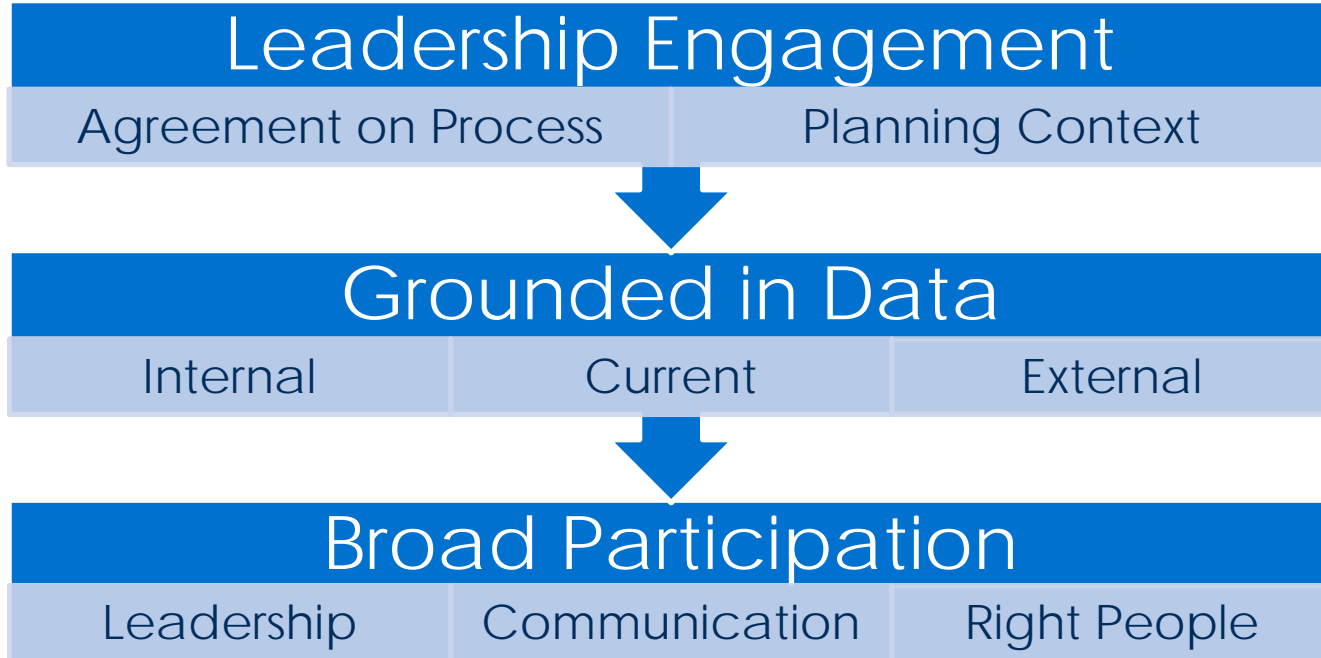 Leadership Engagement
Agreement on Process Planning Context
Grounded in Data
Internal Current External
Broad Participation
Leadership Communication Right People